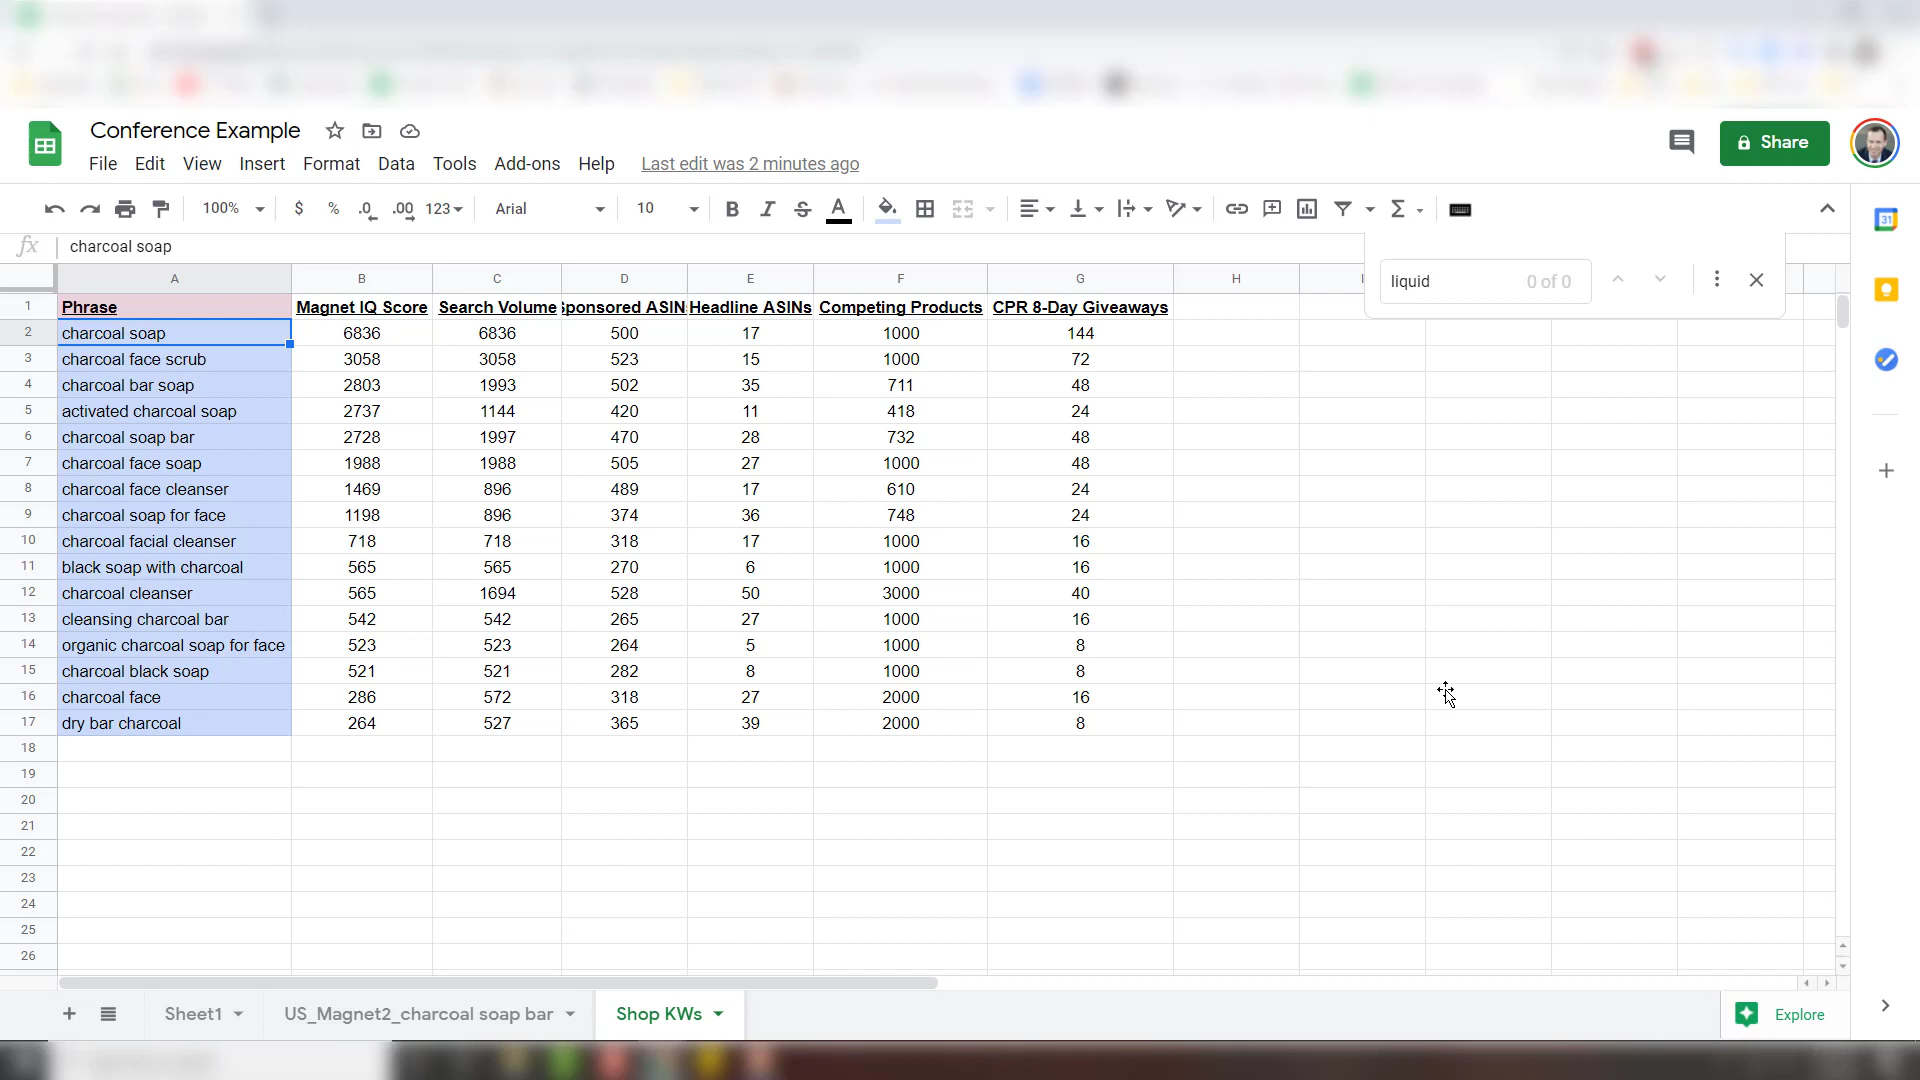 Conference Example
File Edit View Insert Format Data Tools Add-ons Help Last edit was 2 minutes ago
Share
100% $ % .0 .00 123 Arial 10 B I S A
fx charcoal soap
liquid 0 of 0
A B C D E F G H I
1 Phrase Magnet IQ Score Search Volume Sponsored ASIN Headline ASINs Competing Products CPR 8-Day Giveaways
2 charcoal soap 6836 6836 500 17 1000 144
3 charcoal face scrub 3058 3058 523 15 1000 72
4 charcoal bar soap 2803 1993 502 35 711 48
5 activated charcoal soap 2737 1144 420 11 418 24
6 charcoal soap bar 2728 1997 470 28 732 48
7 charcoal face soap 1988 1988 505 27 1000 48
8 charcoal face cleanser 1469 896 489 17 610 24
9 charcoal soap for face 1198 896 374 36 748 24
10 charcoal facial cleanser 718 718 318 17 1000 16
11 black soap with charcoal 565 565 270 6 1000 16
12 charcoal cleanser 565 1694 528 50 3000 40
13 cleansing charcoal bar 542 542 265 27 1000 16
14 organic charcoal soap for face 523 523 264 5 1000 8
15 charcoal black soap 521 521 282 8 1000 8
16 charcoal face 286 572 318 27 2000 16
17 dry bar charcoal 264 527 365 39 2000 8
18
19
20
21
22
23
24
25
26
Sheet1 US_Magnet2_charcoal soap bar Shop KWs Explore
31